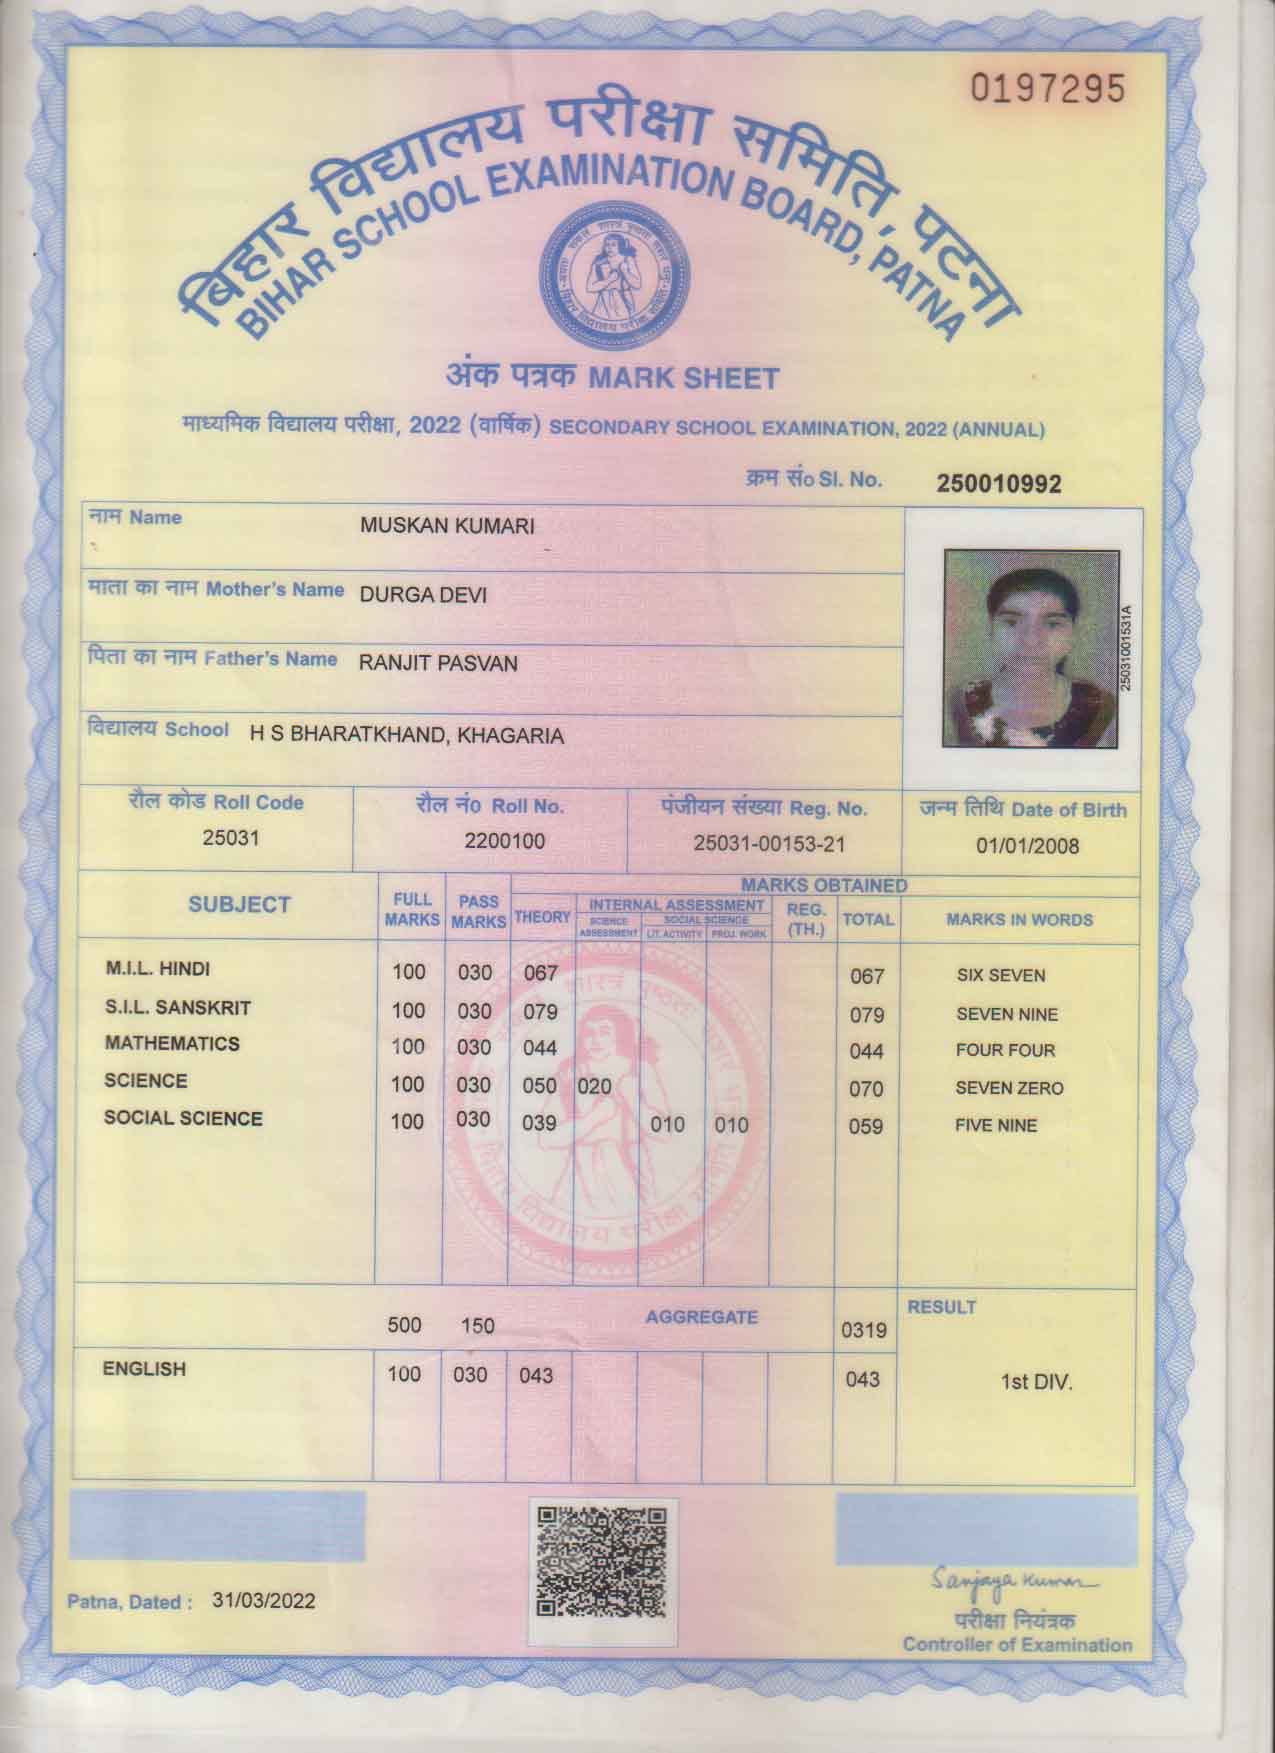 0197295
बिहार विद्यालय परीक्षा समिति, पटना
BIHAR SCHOOL EXAMINATION BOARD, PATNA
अंक पत्रक MARK SHEET
माध्यमिक विद्यालय परीक्षा, 2022 (वार्षिक) SECONDARY SCHOOL EXAMINATION, 2022 (ANNUAL)
क्रम सं० Sl. No. 250010992
नाम Name MUSKAN KUMARI
माता का नाम Mother's Name DURGA DEVI
पिता का नाम Father's Name RANJIT PASVAN
25031001531A
विद्यालय School H S BHARATKHAND, KHAGARIA
रौल कोड Roll Code रौल नं० Roll No. पंजीयन संख्या Reg. No. जन्म तिथि Date of Birth
25031 2200100 25031-00153-21 01/01/2008
SUBJECT FULL MARKS PASS MARKS MARKS OBTAINED
THEORY INTERNAL ASSESSMENT REG. (TH.) TOTAL MARKS IN WORDS
SCIENCE ASSESSMENT SOCIAL SCIENCE
LIT. ACTIVITY PROJ. WORK
M.I.L. HINDI 100 030 067 067 SIX SEVEN
S.I.L. SANSKRIT 100 030 079 079 SEVEN NINE
MATHEMATICS 100 030 044 044 FOUR FOUR
SCIENCE 100 030 050 020 070 SEVEN ZERO
SOCIAL SCIENCE 100 030 039 010 010 059 FIVE NINE
बिहार विद्यालय परीक्षा समिति
500 150 AGGREGATE 0319 RESULT
ENGLISH 100 030 043 043 1st DIV.
Patna, Dated : 31/03/2022
Sanjaya Kumar
परीक्षा नियंत्रक
Controller of Examination